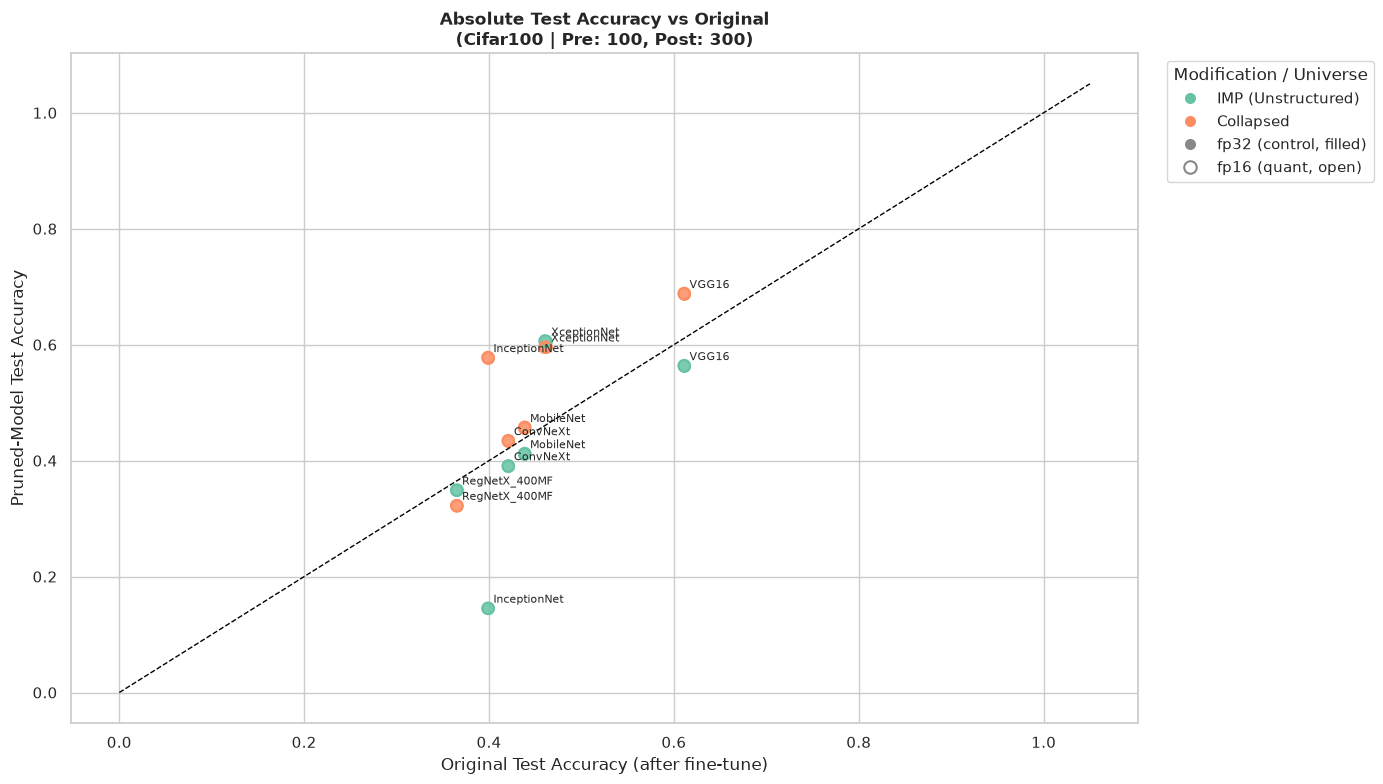 Absolute Test Accuracy vs Original
(Cifar100 | Pre: 100, Post: 300)
Modification / Universe
IMP (Unstructured)
Collapsed
fp32 (control, filled)
fp16 (quant, open)
Pruned-Model Test Accuracy
1.0
0.8
0.6
0.4
0.2
0.0
VGG16
XceptionNet
XceptionNet
InceptionNet
VGG16
MobileNet
ConvNeXt
MobileNet
ConvNeXt
RegNetX_400MF
RegNetX_400MF
InceptionNet
0.0
0.2
0.4
0.6
0.8
1.0
Original Test Accuracy (after fine-tune)